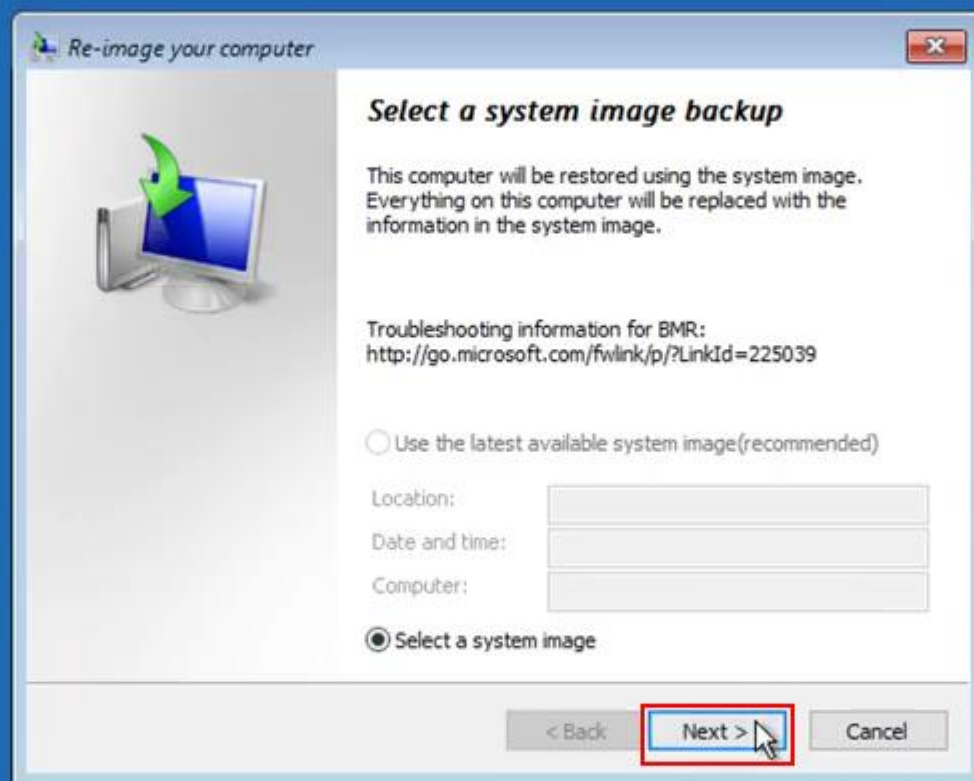 Re-image your computer
Select a system image backup
This computer will be restored using the system image.
Everything on this computer will be replaced with the
information in the system image.
Troubleshooting information for BMR:
http://go.microsoft.com/fwlink/p/?LinkId=225039
Use the latest available system image(recommended)
Location:
Date and time:
Computer:
Select a system image
< Back Next > Cancel